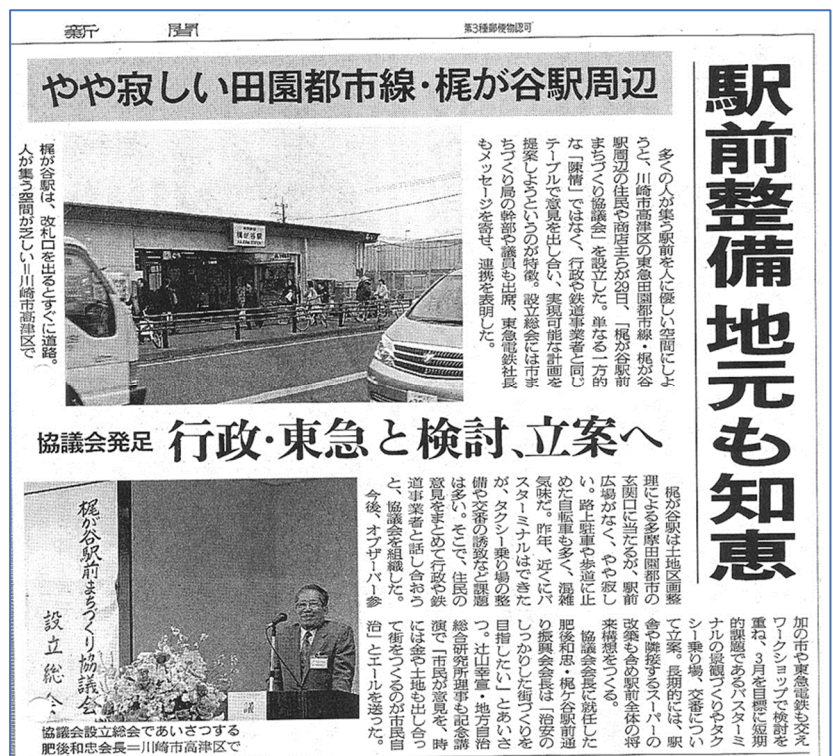 新聞
第3種郵便物認可
駅前整備 地元も知恵
やや寂しい田園都市線・梶が谷駅周辺
多くの人が集う駅前を人に優しい空間にしよ
うと、川崎市高津区の東急田園都市線・梶が谷
駅周辺の住民や商店主らが29日、「梶が谷駅前
まちづくり協議会」を設立した。単なる一方的
な「陳情」ではなく、行政や鉄道事業者と同じ
テーブルで意見を出し合い、実現可能な計画を
提案しようというのが特徴。設立総会には市ま
ちづくり局の幹部や議員も出席、東急電鉄社長
もメッセージを寄せ、連携を表明した。
梶が谷駅
梶が谷駅は、改札口を出るとすぐに道路。
人が集う空間が乏しい＝川崎市高津区で
協議会発足 行政・東急と検討、立案へ
梶が谷駅は土地区画整
理による多摩田園都市の
玄関口に当たるが、駅前
広場がなく、やや寂し
い。路上駐車や歩道に止
めた自転車も多く、混雑
気味だ。昨年、近くにバ
スターミナルはできた
が、タクシー乗り場の整
備や交番の誘致など課題
は多い。そこで、住民の
意見をまとめて行政や鉄
道事業者と話し合おう
と、協議会を組織した。
今後、オブザーバー参
加の市や東急電鉄も交え
ワークショップで検討を
重ね、3月を目標に短期
的課題であるバスターミ
ナルの景観づくりやタク
シー乗り場、交番につい
て立案。長期的には、駅
舎や隣接するスーパーの
改築も含め駅前全体の将
来構想をつくる。
協議会会長に就任した
肥後和忠・梶ケ谷駅前通
り振興会会長は「治安の
しっかりした街づくりを
目指したい」とあいさ
つ。辻山幸宣・地方自治
総合研究所理事も記念講
演で「市民が意見を、時
には金や土地も出し合っ
て街をつくるのが市民自
治」とエールを送った。
梶が谷駅前まちづくり協議会
設立総会
協議会設立総会であいさつする
肥後和忠会長＝川崎市高津区で